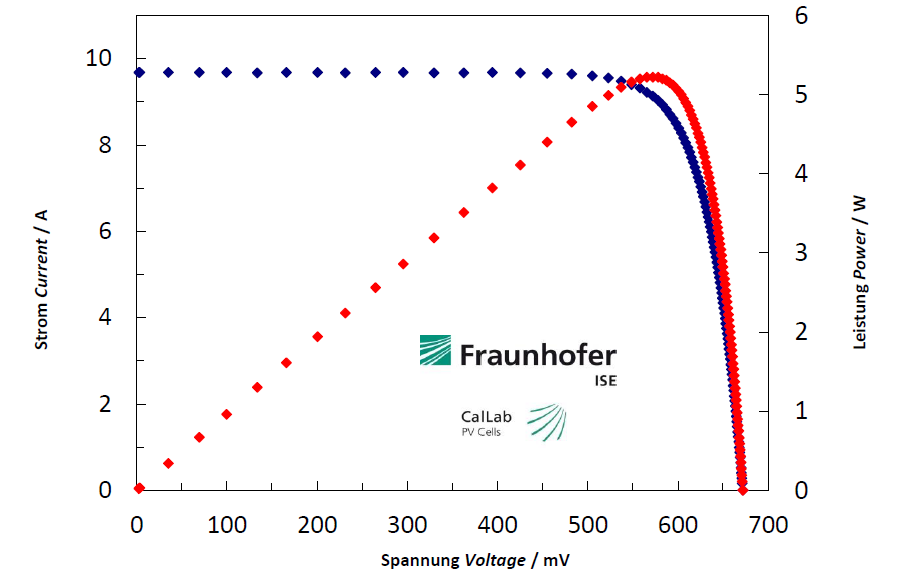 10
8
6
4
2
0
Strom Current / A
6
5
4
3
2
1
0
Leistung Power / W
Fraunhofer
ISE
CalLab
PV Cells
0 100 200 300 400 500 600 700
Spannung Voltage / mV